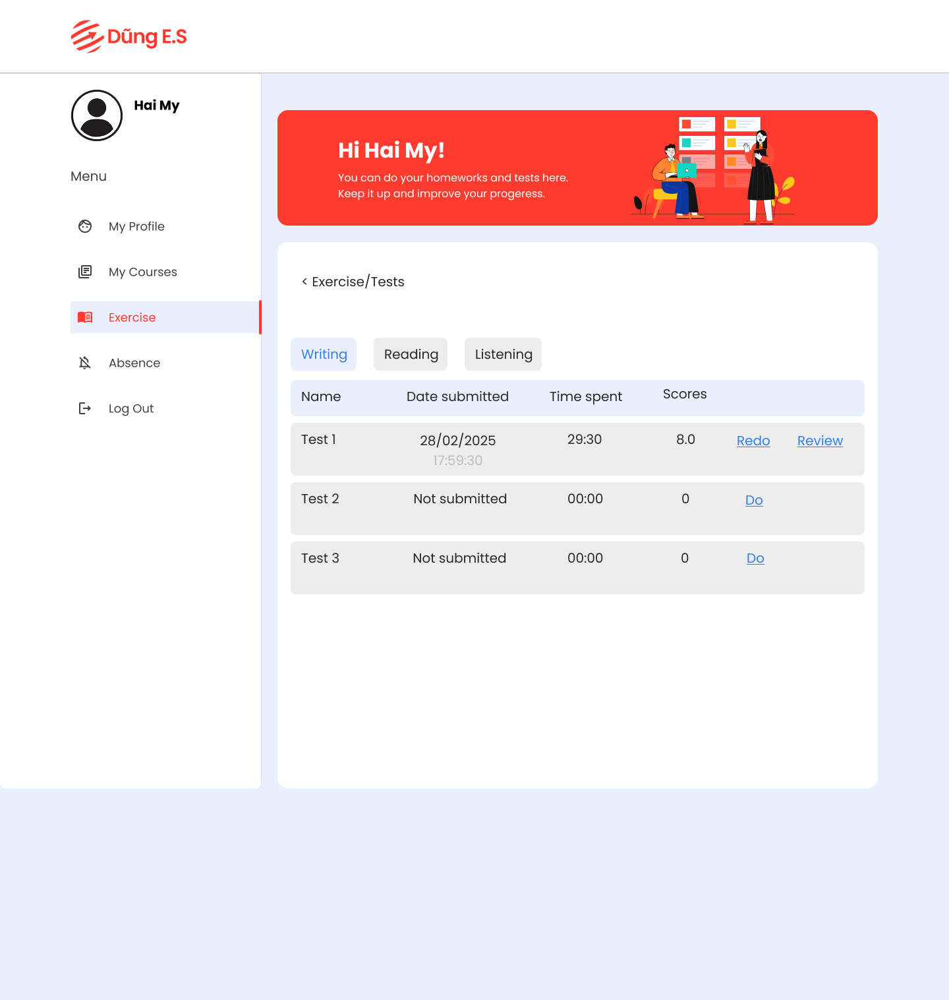 Dũng E.S
Hai My
Menu
My Profile
My Courses
Exercise
Absence
Log Out
Hi Hai My!
You can do your homeworks and tests here.
Keep it up and improve your progeress.
< Exercise/Tests
Writing Reading Listening
Name Date submitted Time spent Scores
Test 1 28/02/2025 29:30 8.0 Redo Review
17:59:30
Test 2 Not submitted 00:00 0 Do
Test 3 Not submitted 00:00 0 Do